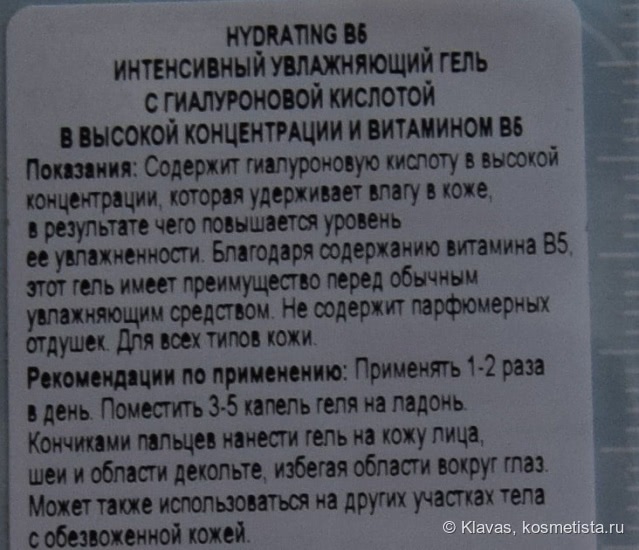 HYDRATING B5
ИНТЕНСИВНЫЙ УВЛАЖНЯЮЩИЙ ГЕЛЬ
С ГИАЛУРОНОВОЙ КИСЛОТОЙ
В ВЫСОКОЙ КОНЦЕНТРАЦИИ И ВИТАМИНОМ В5
Показания: Содержит гиалуроновую кислоту в высокой
концентрации, которая удерживает влагу в коже,
в результате чего повышается уровень
ее увлажненности. Благодаря содержанию витамина В5,
этот гель имеет преимущество перед обычным
увлажняющим средством. Не содержит парфюмерных
отдушек. Для всех типов кожи.
Рекомендации по применению: Применять 1-2 раза
в день. Поместить 3-5 капель геля на ладонь.
Кончиками пальцев нанести гель на кожу лица,
шеи и области декольте, избегая области вокруг глаз.
Может также использоваться на других участках тела
с обезвоженной кожей.
© Klavas, kosmetista.ru